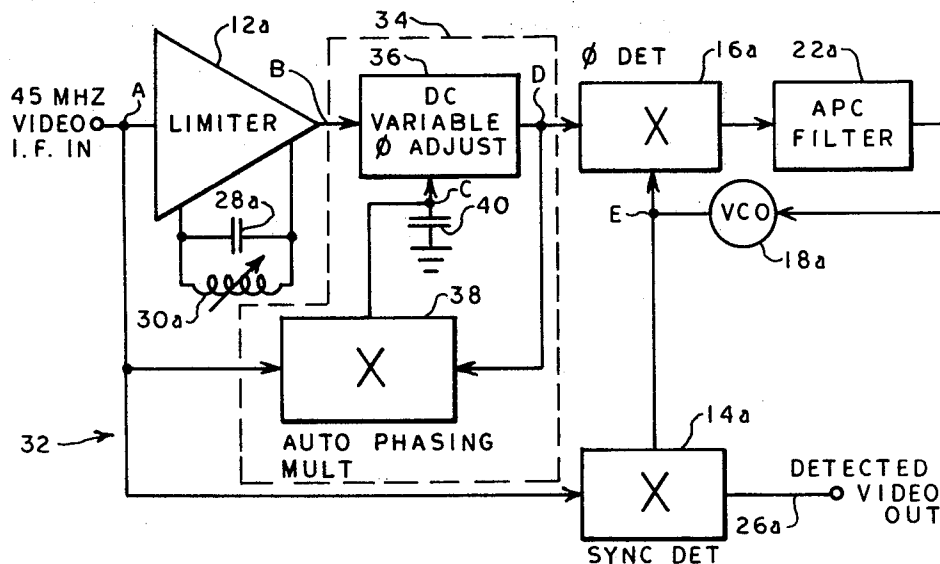 12a
34
36
Ø DET
16a
22a
45 MHZ
VIDEO
I.F. IN
A
LIMITER
B
DC
VARIABLE
Ø ADJUST
D
X
APC
FILTER
28a
C
40
E
VCO
18a
30a
38
X
32
AUTO PHASING
MULT
14a
X
SYNC DET
DETECTED
VIDEO
OUT
26a